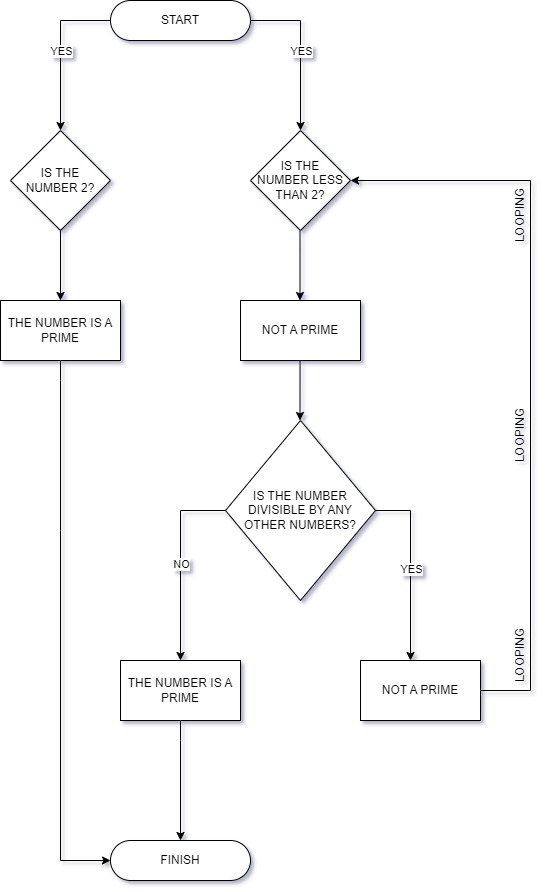 START
YES
YES
IS THE
NUMBER 2?
IS THE
NUMBER LESS
THAN 2?
LOOPING
THE NUMBER IS A
PRIME
NOT A PRIME
LOOPING
IS THE NUMBER
DIVISIBLE BY ANY
OTHER NUMBERS?
NO
YES
LOOPING
THE NUMBER IS A
PRIME
NOT A PRIME
FINISH